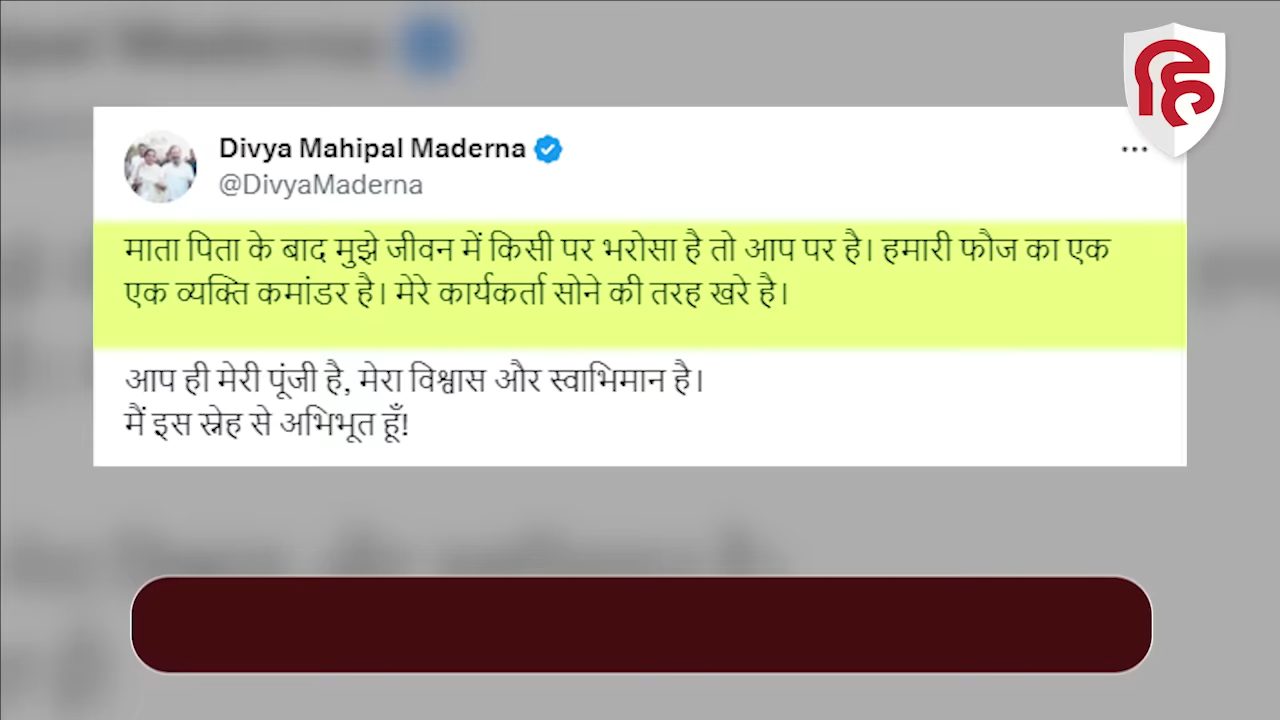 हि
Divya Mahipal Maderna
@DivyaMaderna
माता पिता के बाद मुझे जीवन में किसी पर भरोसा है तो आप पर है। हमारी फौज का एक
एक व्यक्ति कमांडर है। मेरे कार्यकर्ता सोने की तरह खरे है।
आप ही मेरी पूंजी है, मेरा विश्वास और स्वाभिमान है।
मैं इस स्नेह से अभिभूत हूँ!